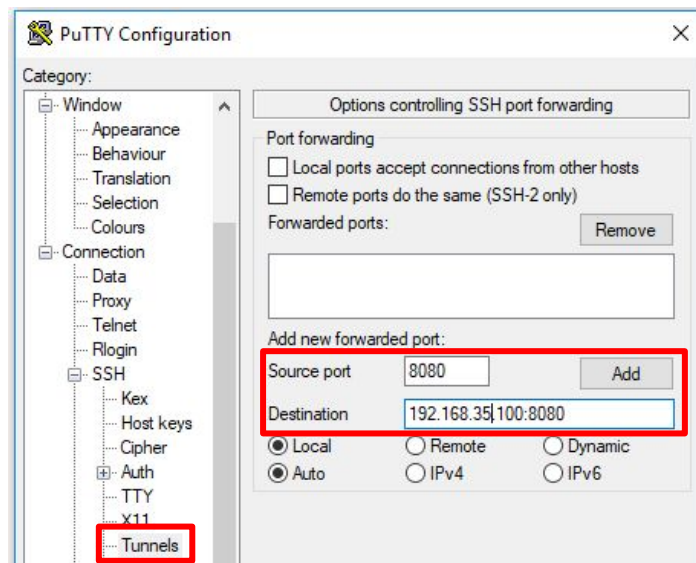 PuTTY Configuration
Category:
Window
Appearance
Behaviour
Translation
Selection
Colours
Connection
Data
Proxy
Telnet
Rlogin
SSH
Kex
Host keys
Cipher
Auth
TTY
X11
Tunnels
Options controlling SSH port forwarding
Port forwarding
Local ports accept connections from other hosts
Remote ports do the same (SSH-2 only)
Forwarded ports:
Remove
Add new forwarded port:
Source port 8080 Add
Destination 192.168.35.100:8080
Local Remote Dynamic
Auto IPv4 IPv6